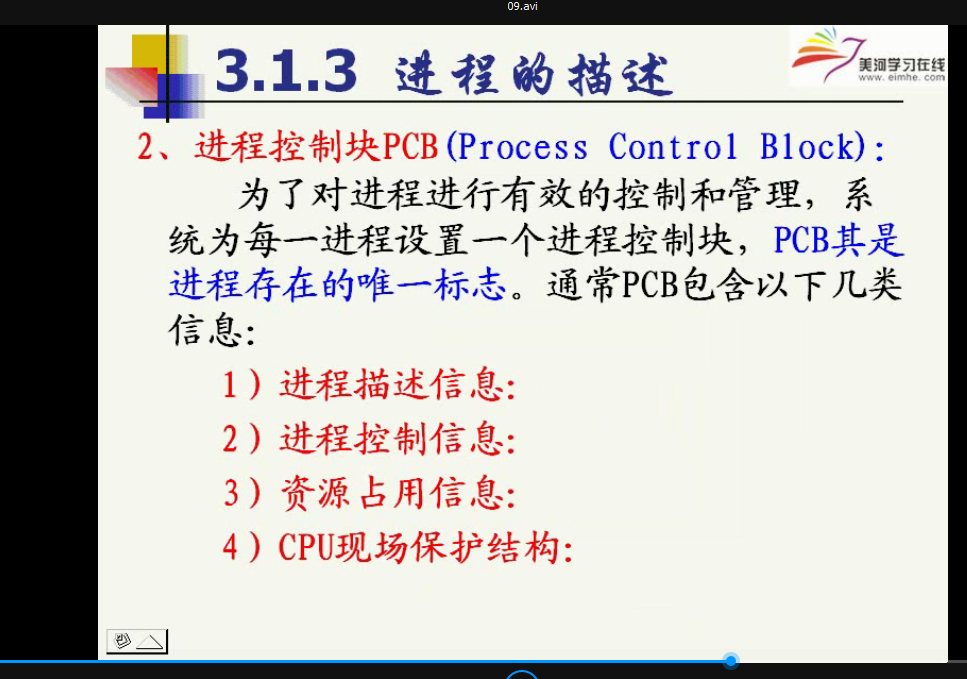 09.avi
3.1.3 进程的描述
美河学习在线
www.eimhe.com
2、进程控制块PCB(Process Control Block):
为了对进程进行有效的控制和管理，系
统为每一进程设置一个进程控制块，PCB其是
进程存在的唯一标志。通常PCB包含以下几类
信息:
1）进程描述信息:
2）进程控制信息:
3）资源占用信息:
4）CPU现场保护结构: